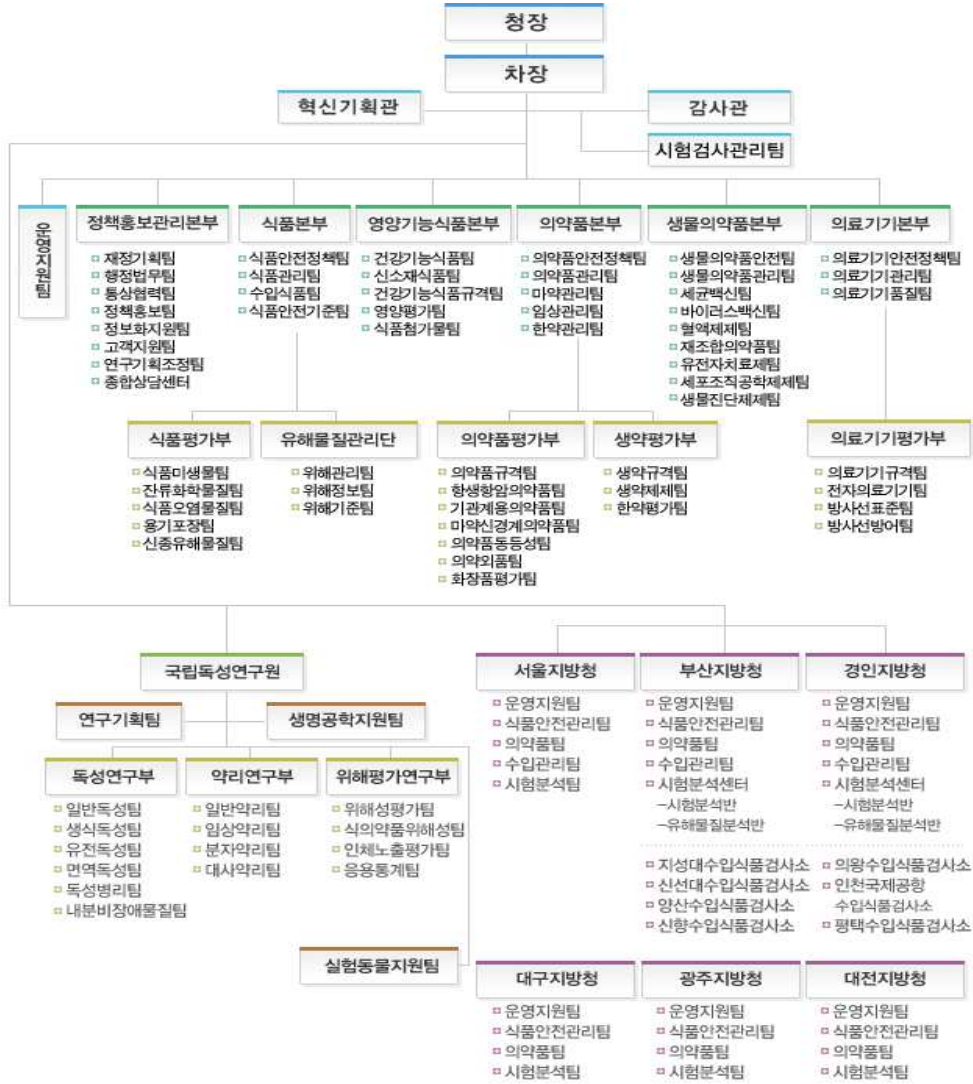 청장
차장
혁신기획관
감사관
시험검사관리팀
운영지원팀
정책홍보관리본부
재정기획팀
행정법무팀
통상협력팀
정책홍보팀
정보화지원팀
고객지원팀
연구기획조정팀
종합상담센터
식품본부
식품안전정책팀
식품관리팀
수입식품팀
식품안전기준팀
영양기능식품본부
건강기능식품팀
신소재식품팀
건강기능식품규격팀
영양평가팀
식품첨가물팀
의약품본부
의약품안전정책팀
의약품관리팀
마약관리팀
임상관리팀
한약관리팀
생물의약품본부
생물의약품안전팀
생물의약품관리팀
세균백신팀
바이러스백신팀
혈액제제팀
재조합의약품팀
유전자치료제팀
세포조직공학제제팀
생물진단제제팀
의료기기본부
의료기기안전정책팀
의료기기관리팀
의료기기품질팀
식품평가부
식품미생물팀
잔류화학물질팀
식품오염물질팀
용기포장팀
신종유해물질팀
유해물질관리단
위해관리팀
위해정보팀
위해기준팀
의약품평가부
의약품규격팀
항생항암의약품팀
기관계용의약품팀
마약신경계의약품팀
의약품동등성팀
의약외품팀
화장품평가팀
생약평가부
생약규격팀
생약제제팀
한약평가팀
의료기기평가부
의료기기규격팀
전자의료기기팀
방사선표준팀
방사선방어팀
국립독성연구원
연구기획팀
생명공학지원팀
독성연구부
일반독성팀
생식독성팀
유전독성팀
면역독성팀
독성병리팀
내분비장애물질팀
약리연구부
일반약리팀
임상약리팀
분자약리팀
대사약리팀
위해평가연구부
위해성평가팀
식의약품위해성팀
인체노출평가팀
응용통계팀
실험동물지원팀
서울지방청
운영지원팀
식품안전관리팀
의약품팀
수입관리팀
시험분석팀
부산지방청
운영지원팀
식품안전관리팀
의약품팀
수입관리팀
시험분석센터
–시험분석반
–유해물질분석반
지성대수입식품검사소
신선대수입식품검사소
양산수입식품검사소
신항수입식품검사소
경인지방청
운영지원팀
식품안전관리팀
의약품팀
수입관리팀
시험분석센터
–시험분석반
–유해물질분석반
의왕수입식품검사소
인천국제공항
수입식품검사소
평택수입식품검사소
대구지방청
운영지원팀
식품안전관리팀
의약품팀
시험분석팀
광주지방청
운영지원팀
식품안전관리팀
의약품팀
시험분석팀
대전지방청
운영지원팀
식품안전관리팀
의약품팀
시험분석팀